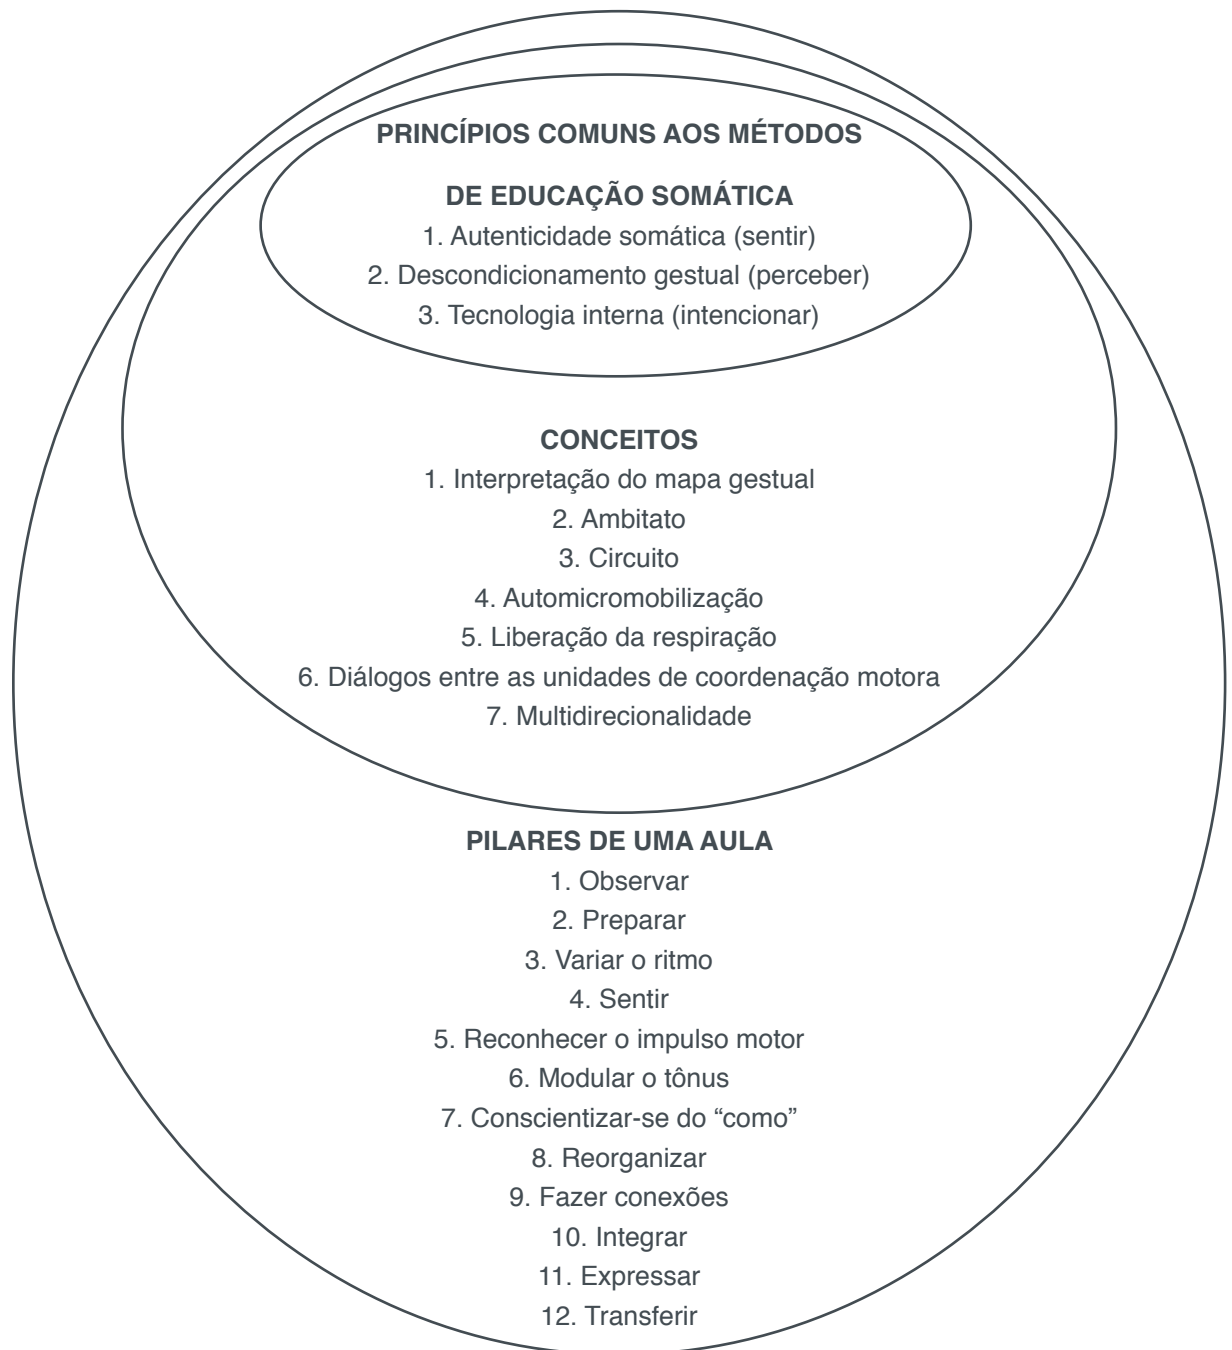 PRINCÍPIOS COMUNS AOS MÉTODOS
DE EDUCAÇÃO SOMÁTICA
1. Autenticidade somática (sentir)
2. Descondicionamento gestual (perceber)
3. Tecnologia interna (intencionar)
CONCEITOS
1. Interpretação do mapa gestual
2. Ambitato
3. Circuito
4. Automicromobilização
5. Liberação da respiração
6. Diálogos entre as unidades de coordenação motora
7. Multidirecionalidade
PILARES DE UMA AULA
1. Observar
2. Preparar
3. Variar o ritmo
4. Sentir
5. Reconhecer o impulso motor
6. Modular o tônus
7. Conscientizar-se do “como”
8. Reorganizar
9. Fazer conexões
10. Integrar
11. Expressar
12. Transferir